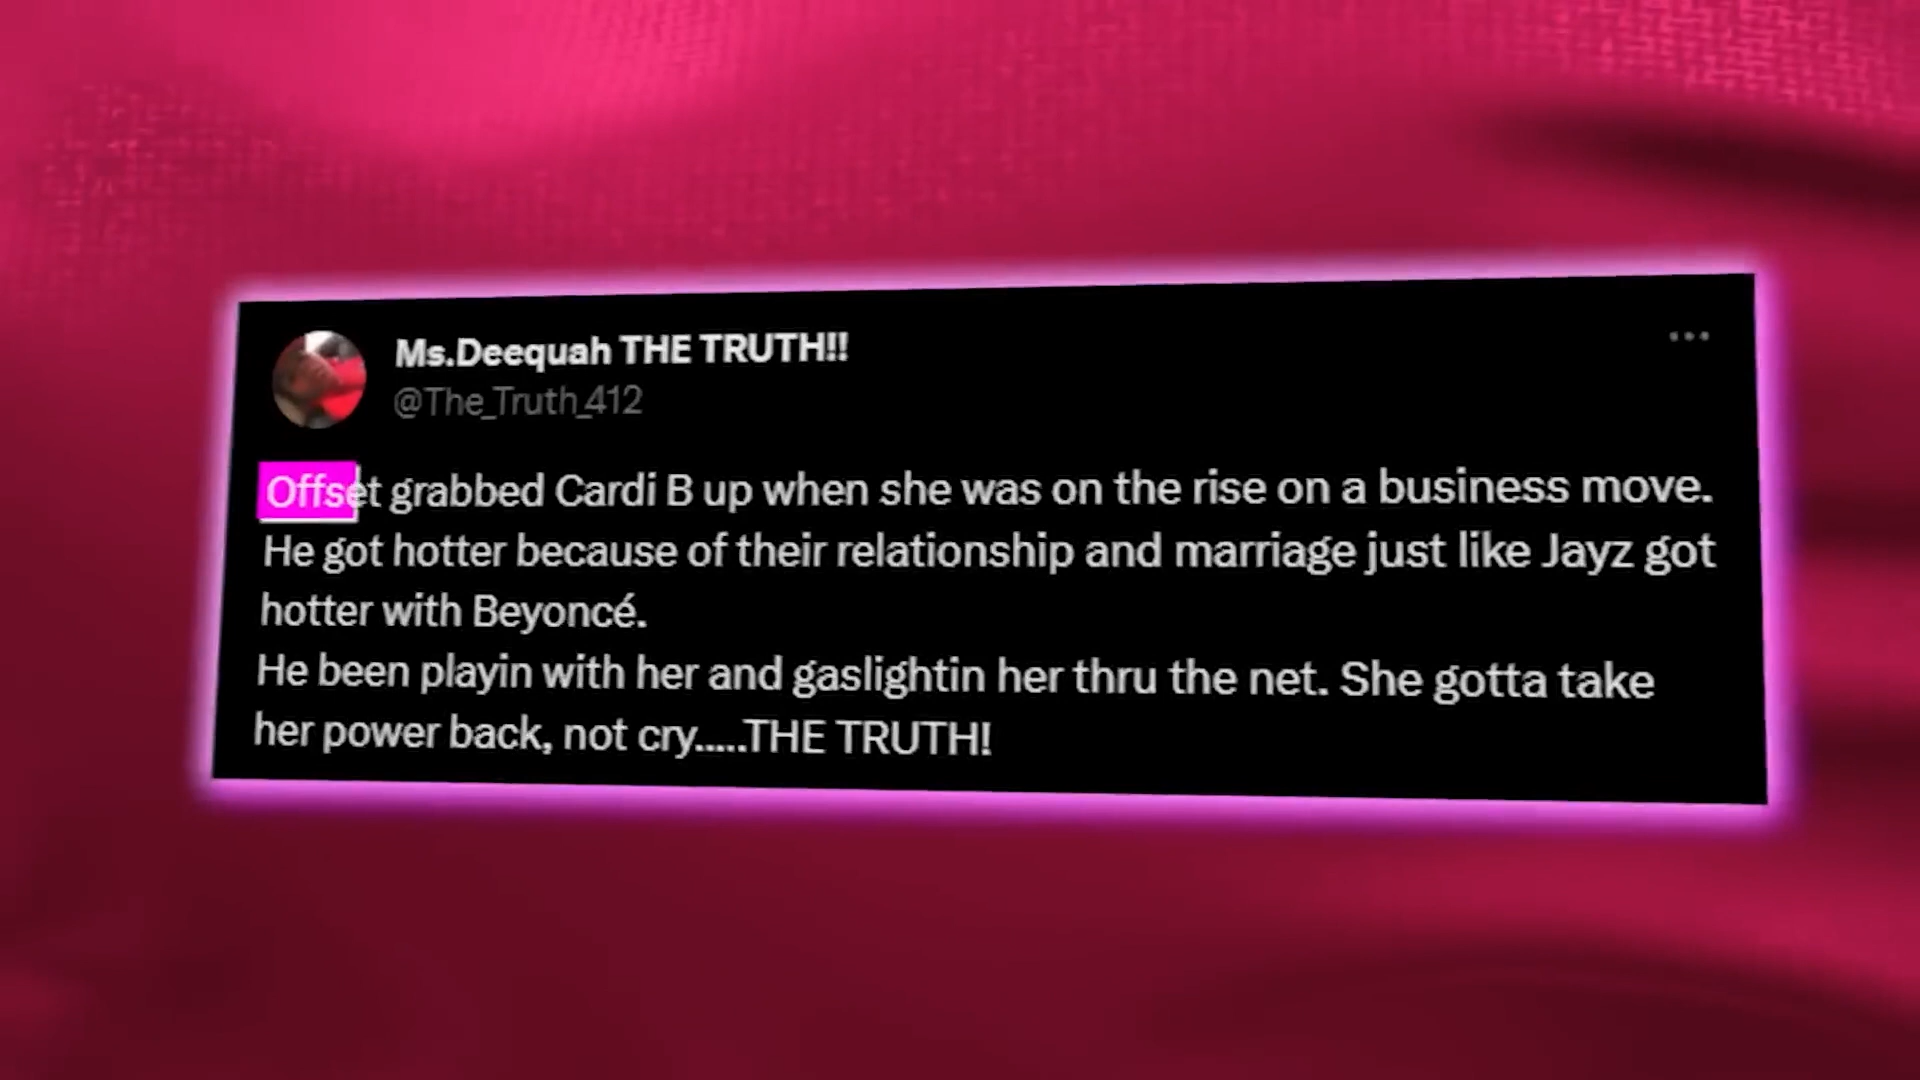 Ms.Deequah THE TRUTH!!
@The_Truth_412
Offset grabbed Cardi B up when she was on the rise on a business move.
He got hotter because of their relationship and marriage just like Jayz got
hotter with Beyoncé.
He been playin with her and gaslightin her thru the net. She gotta take
her power back, not cry.....THE TRUTH!